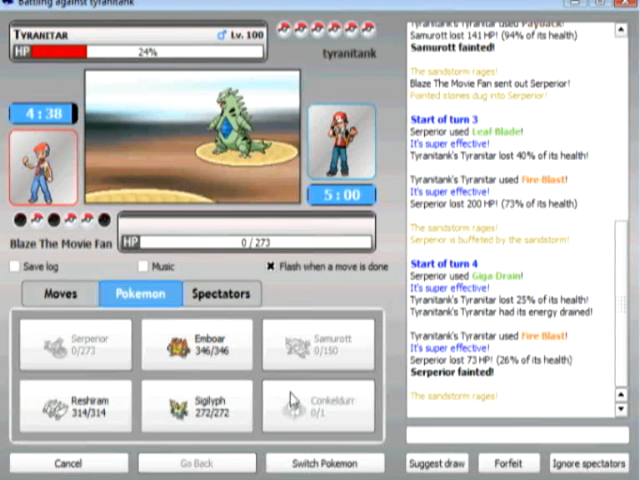 Battling against tyranitank
TYRANITAR ♂ Lv. 100
HP 24%
tyranitank
4:38
5:00
Blaze The Movie Fan
HP 0 / 273
Save log
Music
Flash when a move is done
Moves
Pokemon
Spectators
Serperior
0/273
Emboar
346/346
Samurott
0/150
Reshiram
314/314
Sigilyph
272/272
Conkeldurr
0/1
Cancel
Go Back
Switch Pokemon
Tyranitank's Tyranitar used Payback!
Samurott lost 141 HP! (94% of its health)
Samurott fainted!
The sandstorm rages!
Blaze The Movie Fan sent out Serperior!
Pointed stones dug into Serperior!
Start of turn 3
Serperior used Leaf Blade!
It's super effective!
Tyranitank's Tyranitar lost 40% of its health!
Tyranitank's Tyranitar used Fire Blast!
It's super effective!
Serperior lost 200 HP! (73% of its health)
The sandstorm rages!
Serperior is buffeted by the sandstorm!
Start of turn 4
Serperior used Giga Drain!
It's super effective!
Tyranitank's Tyranitar lost 25% of its health!
Tyranitank's Tyranitar had its energy drained!
Tyranitank's Tyranitar used Fire Blast!
It's super effective!
Serperior lost 73 HP! (26% of its health)
Serperior fainted!
The sandstorm rages!
Suggest draw
Forfeit
Ignore spectators